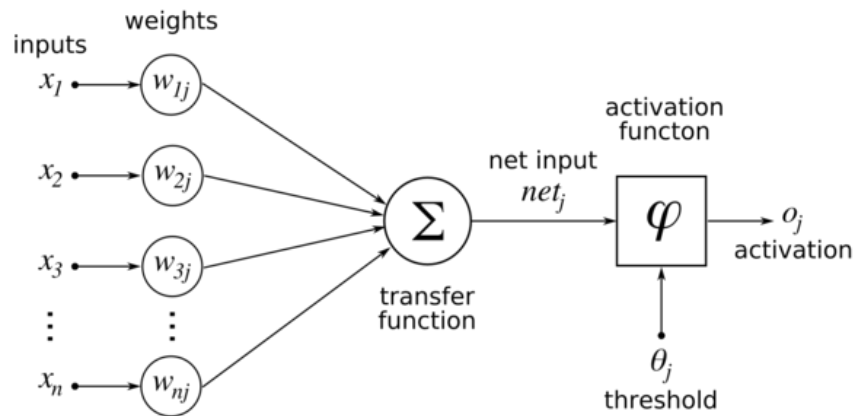 weights
inputs
x1
w1j
x2
w2j
x3
w3j
⋮ ⋮
xn
wnj
Σ
transfer
function
net input
netj
activation
functon
φ
oj
activation
θj
threshold